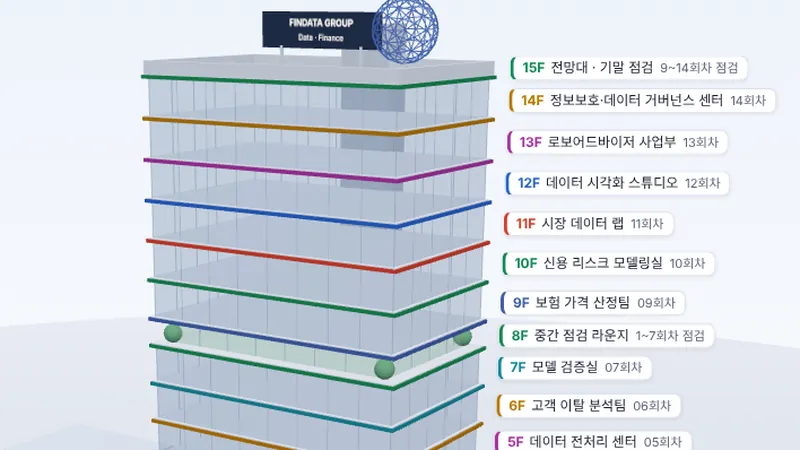 FINDATA GROUP
Data · Finance
15F 전망대 · 기말 점검 9~14회차 점검
14F 정보보호·데이터 거버넌스 센터 14회차
13F 로보어드바이저 사업부 13회차
12F 데이터 시각화 스튜디오 12회차
11F 시장 데이터 랩 11회차
10F 신용 리스크 모델링실 10회차
9F 보험 가격 산정팀 09회차
8F 중간 점검 라운지 1~7회차 점검
7F 모델 검증실 07회차
6F 고객 이탈 분석팀 06회차
5F 데이터 전처리 센터 05회차